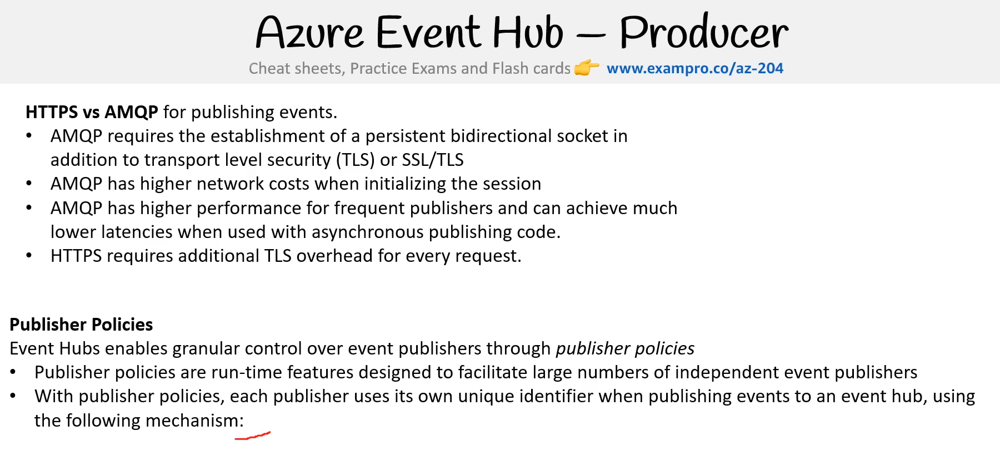 Azure Event Hub – Producer
Cheat sheets, Practice Exams and Flash cards 👉 www.exampro.co/az-204
HTTPS vs AMQP for publishing events.
• AMQP requires the establishment of a persistent bidirectional socket in
addition to transport level security (TLS) or SSL/TLS
• AMQP has higher network costs when initializing the session
• AMQP has higher performance for frequent publishers and can achieve much
lower latencies when used with asynchronous publishing code.
• HTTPS requires additional TLS overhead for every request.
Publisher Policies
Event Hubs enables granular control over event publishers through publisher policies
• Publisher policies are run-time features designed to facilitate large numbers of independent event publishers
• With publisher policies, each publisher uses its own unique identifier when publishing events to an event hub, using
the following mechanism: